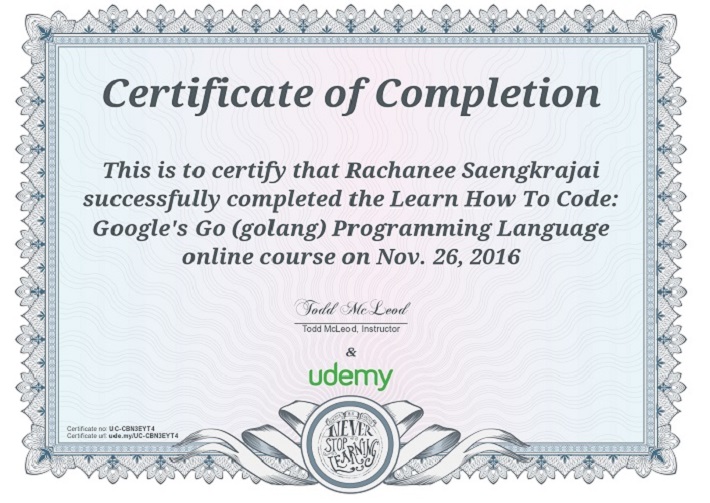 Certificate of Completion
This is to certify that Rachanee Saengkrajai
successfully completed the Learn How To Code:
Google's Go (golang) Programming Language
online course on Nov. 26, 2016
Todd McLeod
Todd McLeod, Instructor
&
udemy
Certificate no: UC-CBN3EYT4
Certificate url: ude.my/UC-CBN3EYT4
NEVER
STOP
LEARNING